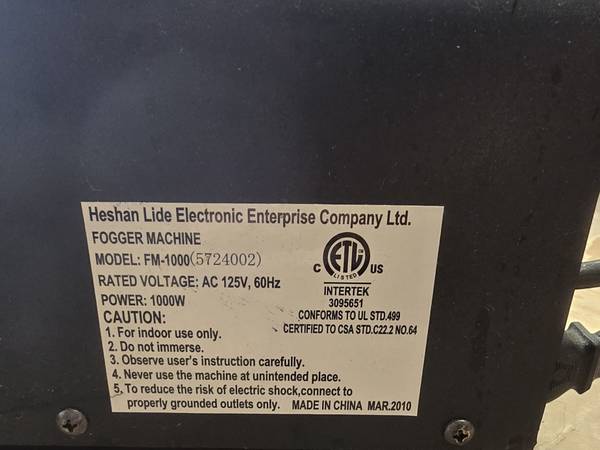 Heshan Lide Electronic Enterprise Company Ltd.
FOGGER MACHINE
MODEL: FM-1000(5724002)
RATED VOLTAGE: AC 125V, 60Hz
POWER: 1000W
CAUTION:
1. For indoor use only.
2. Do not immerse.
3. Observe user's instruction carefully.
4. Never use the machine at unintended place.
5. To reduce the risk of electric shock,connect to
properly grounded outlets only. MADE IN CHINA MAR.2010
C ETL US
LISTED
INTERTEK
3095651
CONFORMS TO UL STD.499
CERTIFIED TO CSA STD.C22.2 NO.64